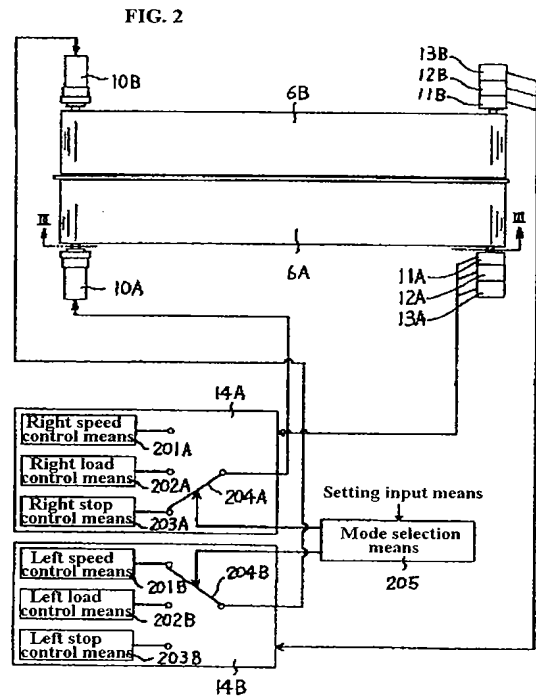 FIG. 2
10B
13B
12B
11B
6B
III
III
6A
10A
11A
12A
13A
14A
Right speed
control means
201A
Right load
control means
202A
204A
Right stop
control means
203A
Setting input means
Mode selection
means
205
Left speed
control means
201B
204B
Left load
control means
202B
Left stop
control means
203B
14B